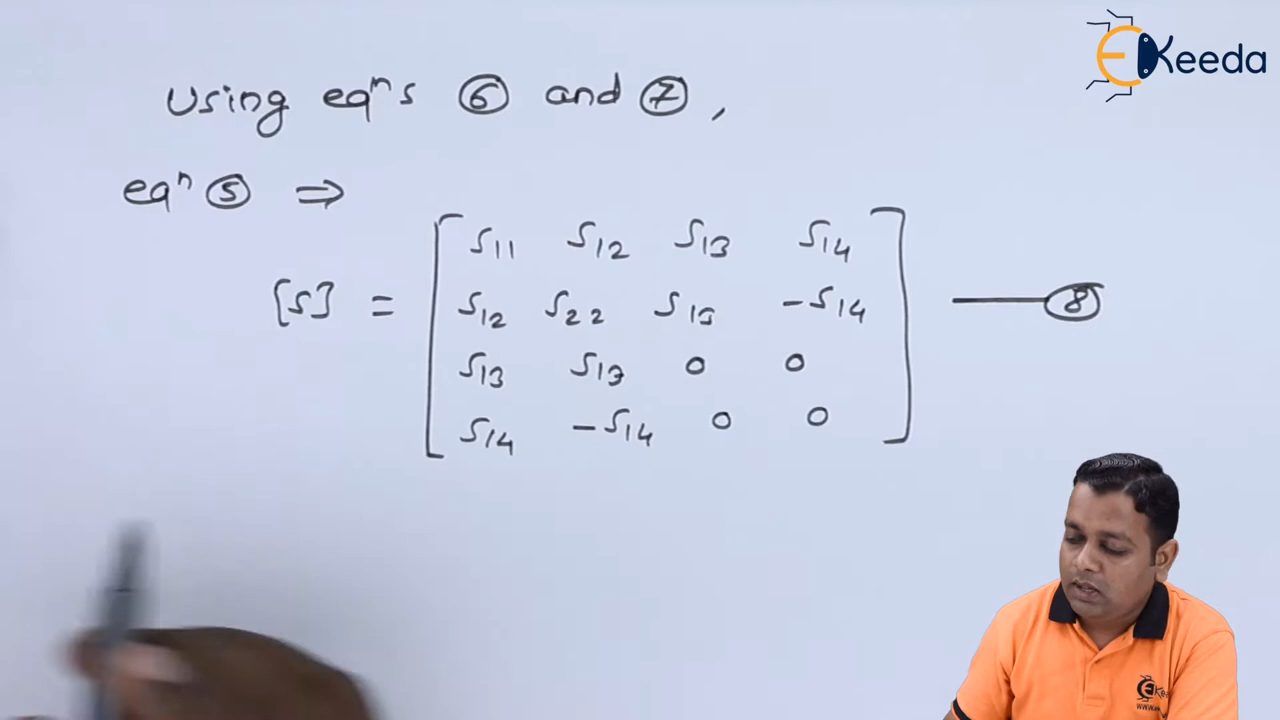 EKeeda
Using eqⁿs ⑥ and ⑦,
eqⁿ ⑤ ⇒
[S] = [ S11 S12 S13 S14
S12 S22 S13 -S14
S13 S13 0 0
S14 -S14 0 0 ] — ⑧